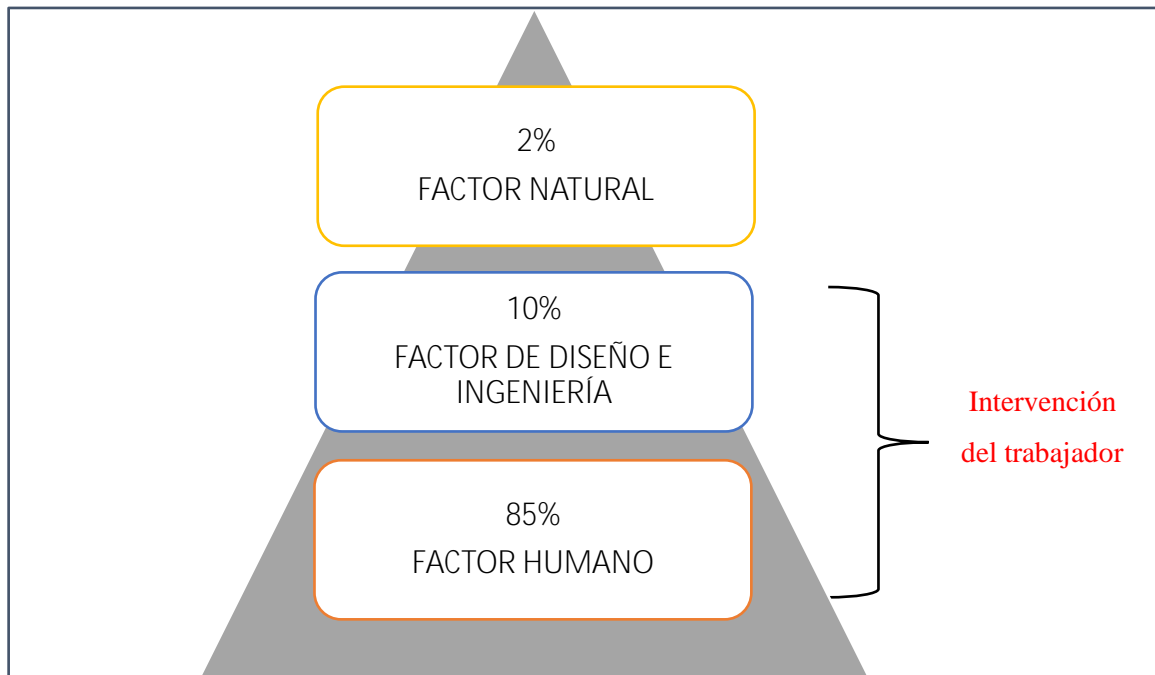 2%
FACTOR NATURAL
10%
FACTOR DE DISEÑO E
INGENIERÍA
Intervención
del trabajador
85%
FACTOR HUMANO